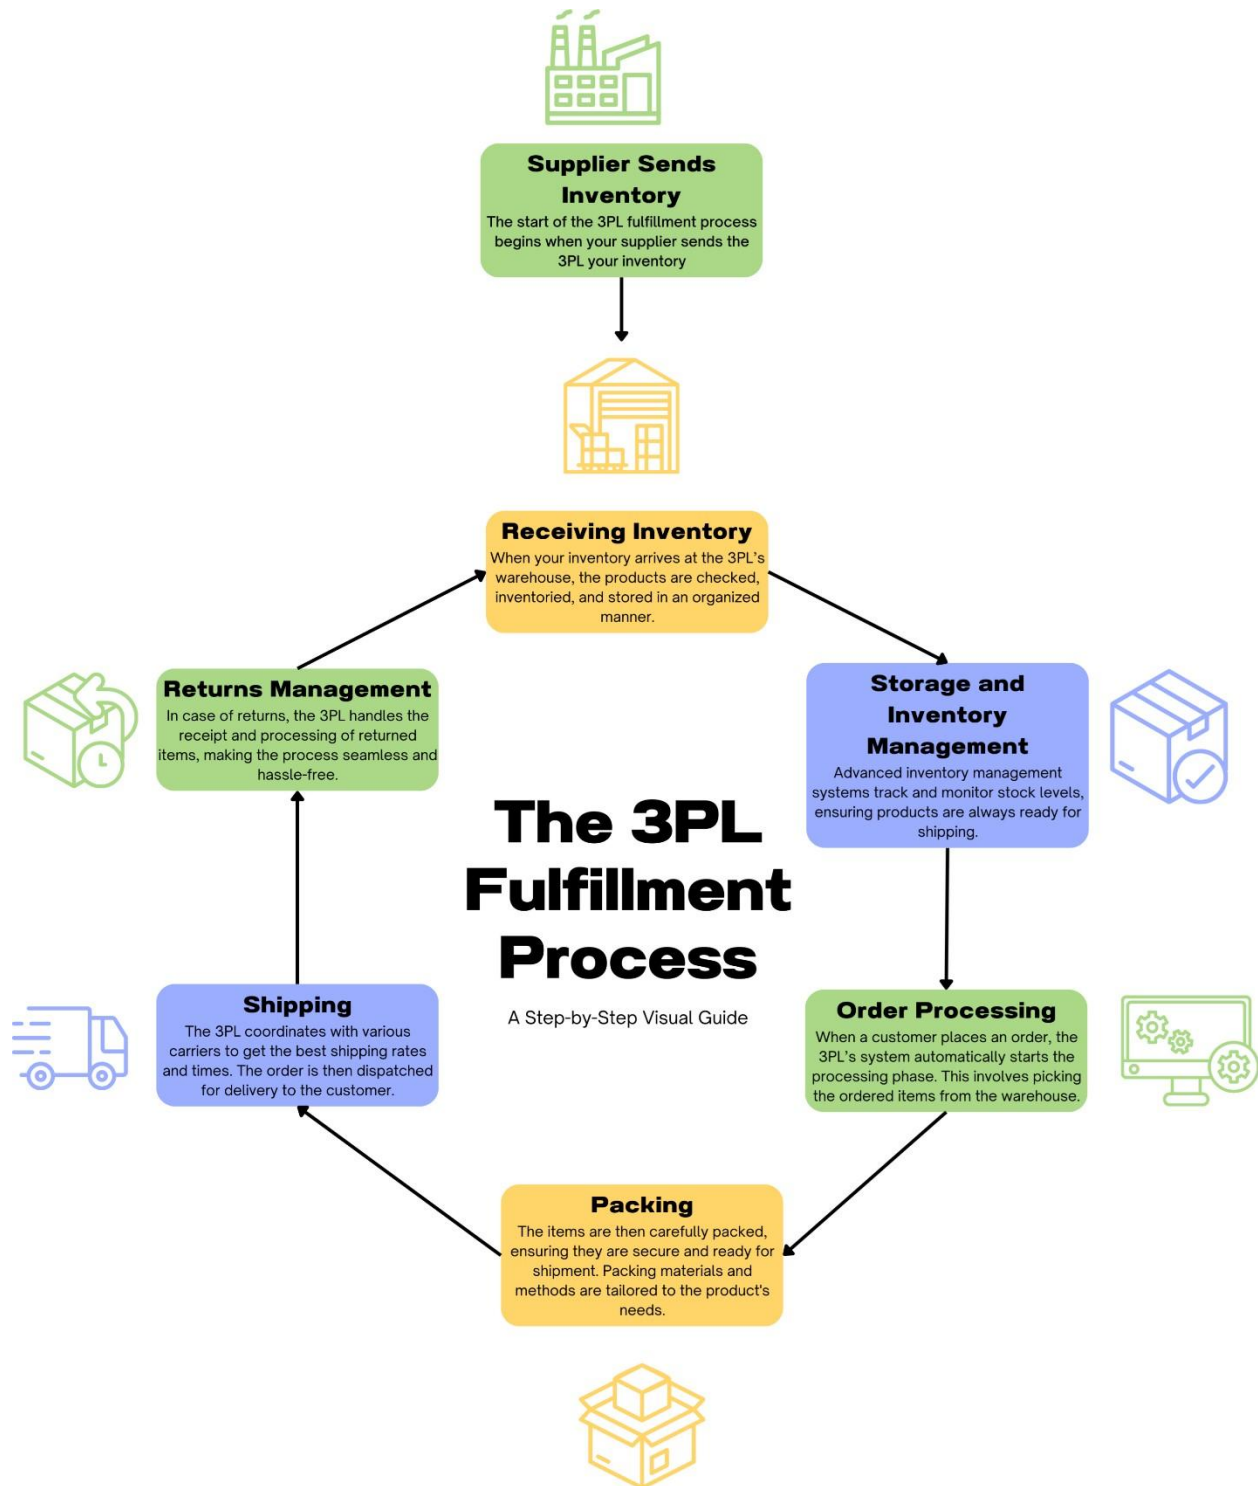 Supplier Sends
Inventory
The start of the 3PL fulfillment process
begins when your supplier sends the
3PL your inventory
Receiving Inventory
When your inventory arrives at the 3PL’s
warehouse, the products are checked,
inventoried, and stored in an organized
manner.
Storage and
Inventory
Management
Advanced inventory management
systems track and monitor stock levels,
ensuring products are always ready for
shipping.
Order Processing
When a customer places an order, the
3PL’s system automatically starts the
processing phase. This involves picking
the ordered items from the warehouse.
Packing
The items are then carefully packed,
ensuring they are secure and ready for
shipment. Packing materials and
methods are tailored to the product's
needs.
Shipping
The 3PL coordinates with various
carriers to get the best shipping rates
and times. The order is then dispatched
for delivery to the customer.
Returns Management
In case of returns, the 3PL handles the
receipt and processing of returned
items, making the process seamless and
hassle-free.
The 3PL
Fulfillment
Process
A Step-by-Step Visual Guide